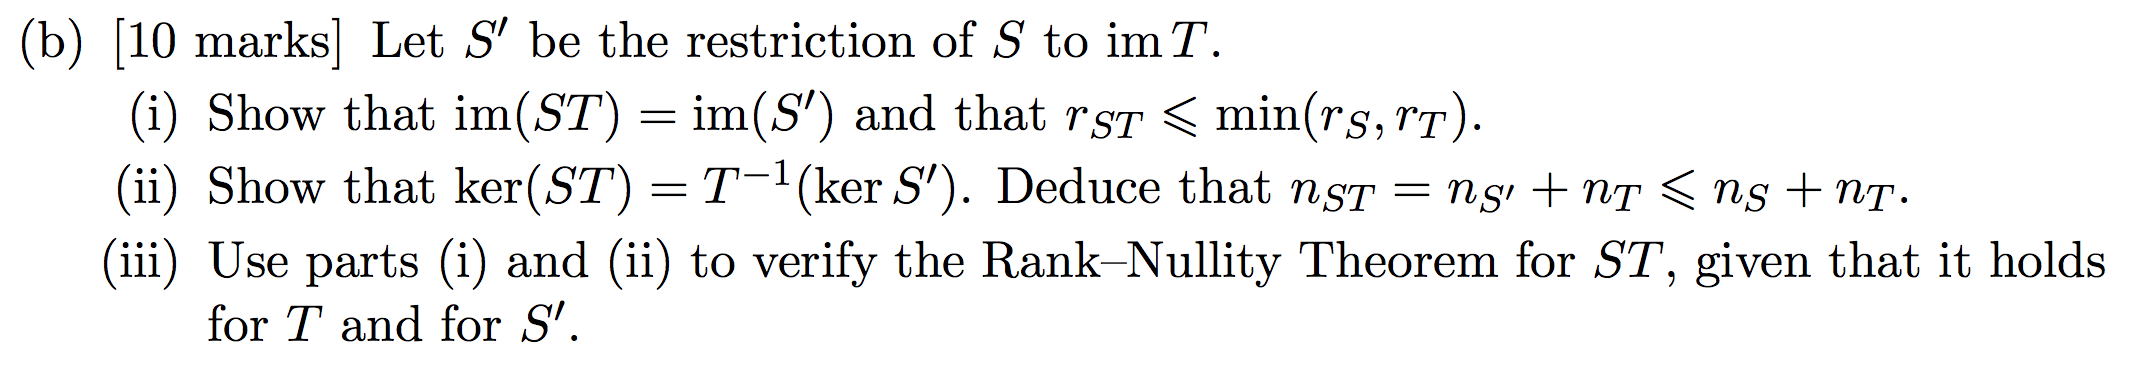 (b) [10 marks] Let S′ be the restriction of S to im T.
(i) Show that im(ST) = im(S′) and that r_{ST} ⩽ min(r_S, r_T).
(ii) Show that ker(ST) = T^{−1}(ker S′). Deduce that n_{ST} = n_{S′} + n_T ⩽ n_S + n_T.
(iii) Use parts (i) and (ii) to verify the Rank–Nullity Theorem for ST, given that it holds
for T and for S′.